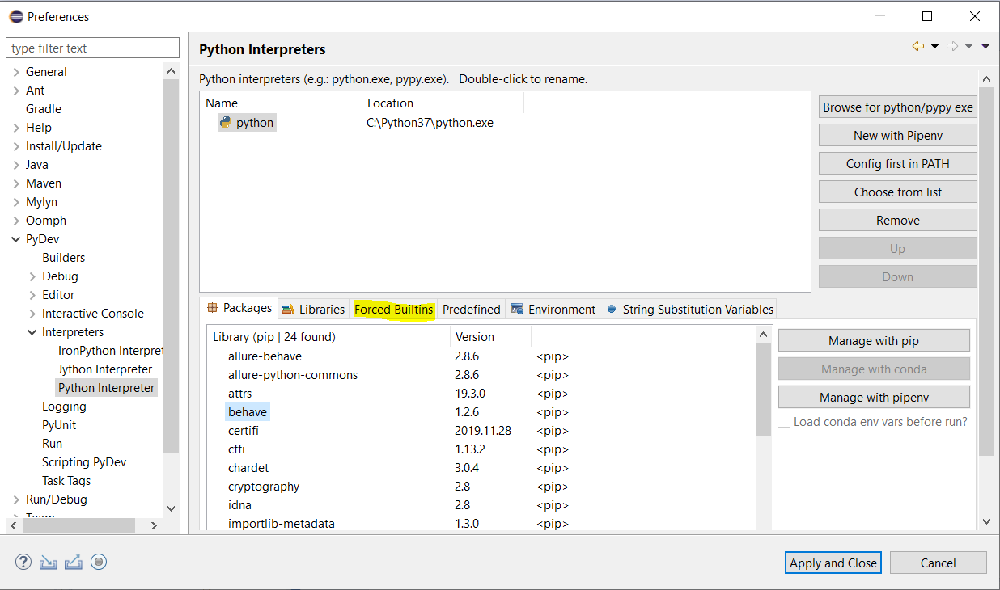 Preferences
type filter text
General
Ant
Gradle
Help
Install/Update
Java
Maven
Mylyn
Oomph
PyDev
Builders
Debug
Editor
Interactive Console
Interpreters
IronPython Interpret
Jython Interpreter
Python Interpreter
Logging
PyUnit
Run
Scripting PyDev
Task Tags
Run/Debug
Team
Python Interpreters
Python interpreters (e.g.: python.exe, pypy.exe).   Double-click to rename.
Name Location
python C:\Python37\python.exe
Browse for python/pypy exe
New with Pipenv
Config first in PATH
Choose from list
Remove
Up
Down
Packages Libraries Forced Builtins Predefined Environment String Substitution Variables
Library (pip | 24 found) Version
allure-behave 2.8.6 <pip>
allure-python-commons 2.8.6 <pip>
attrs 19.3.0 <pip>
behave 1.2.6 <pip>
certifi 2019.11.28 <pip>
cffi 1.13.2 <pip>
chardet 3.0.4 <pip>
cryptography 2.8 <pip>
idna 2.8 <pip>
importlib-metadata 1.3.0 <pip>
Manage with pip
Manage with conda
Manage with pipenv
Load conda env vars before run?
Apply and Close Cancel